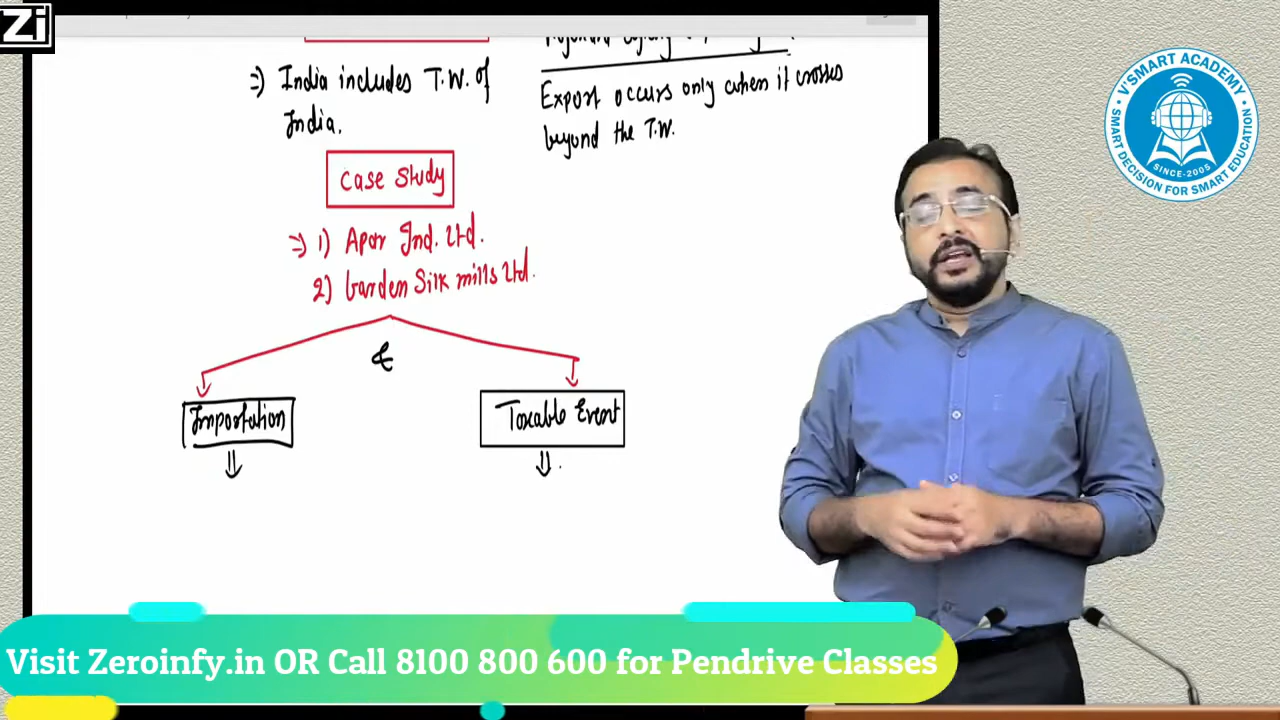 Zi
=) India includes T.W. of
India.
Export occurs only when it crosses
beyond the T.W.
Case Study
=) 1) Apar Ind. Ltd.
2) Garden Silk mills Ltd.
&
Importation
Taxable Event
V'SMART ACADEMY
SINCE-2005
SMART DECISION FOR SMART EDUCATION
Visit Zeroinfy.in OR Call 8100 800 600 for Pendrive Classes